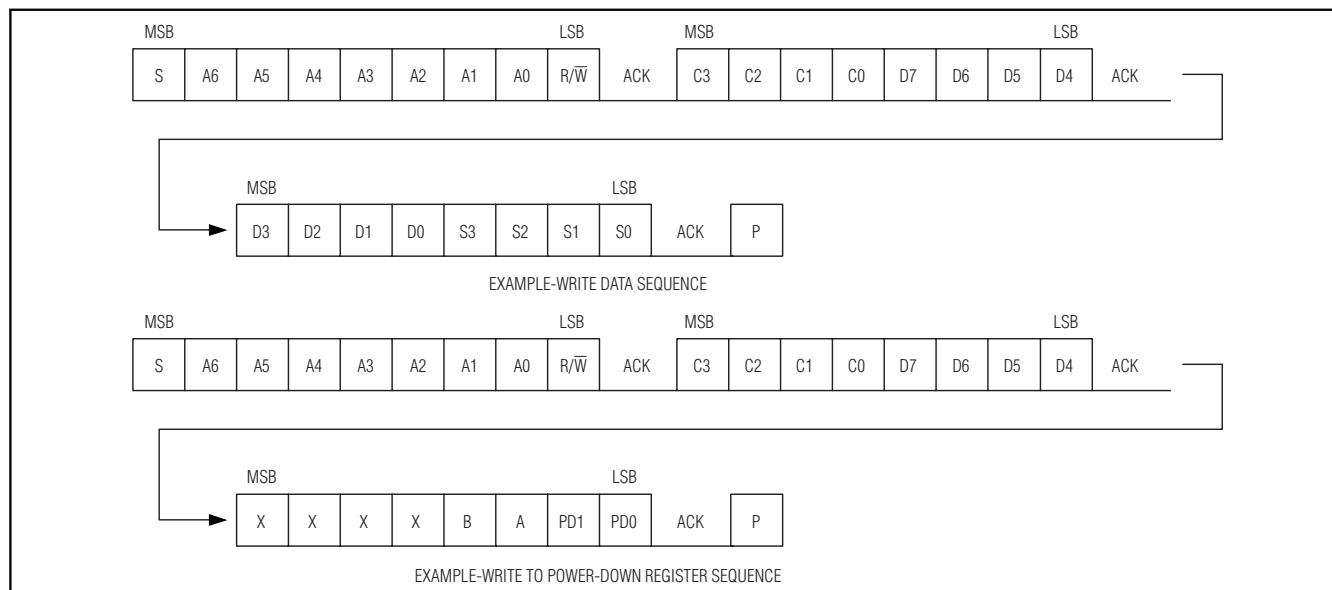 MSB LSB MSB LSB
S A6 A5 A4 A3 A2 A1 A0 R/W̅ ACK C3 C2 C1 C0 D7 D6 D5 D4 ACK
MSB LSB
D3 D2 D1 D0 S3 S2 S1 S0 ACK P
EXAMPLE-WRITE DATA SEQUENCE
MSB LSB MSB LSB
S A6 A5 A4 A3 A2 A1 A0 R/W̅ ACK C3 C2 C1 C0 D7 D6 D5 D4 ACK
MSB LSB
X X X X B A PD1 PD0 ACK P
EXAMPLE-WRITE TO POWER-DOWN REGISTER SEQUENCE